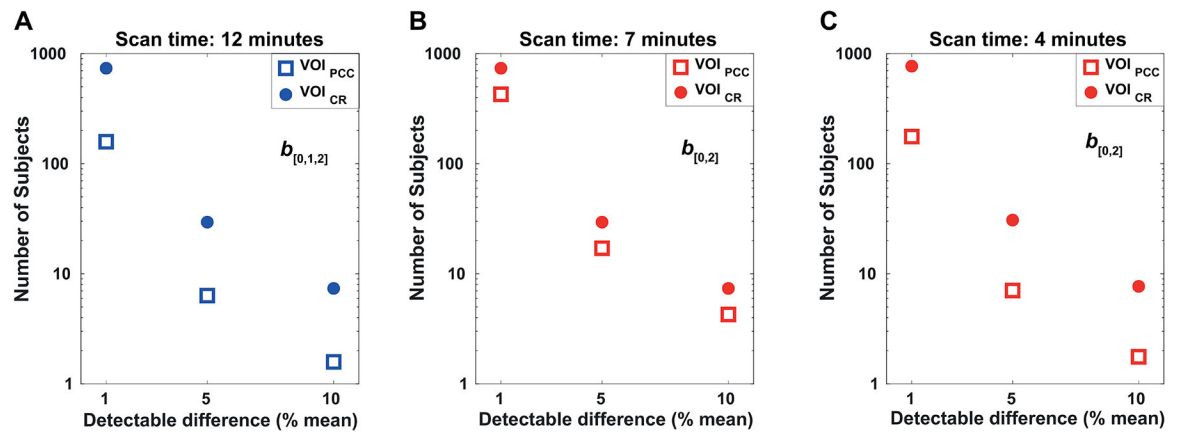 A
Scan time: 12 minutes
1000
100
10
1
Number of Subjects
VOI PCC
VOI CR
b[0,1,2]
1 5 10
Detectable difference (% mean)
B
Scan time: 7 minutes
1000
100
10
1
Number of Subjects
VOI PCC
VOI CR
b[0,2]
1 5 10
Detectable difference (% mean)
C
Scan time: 4 minutes
1000
100
10
1
Number of Subjects
VOI PCC
VOI CR
b[0,2]
1 5 10
Detectable difference (% mean)